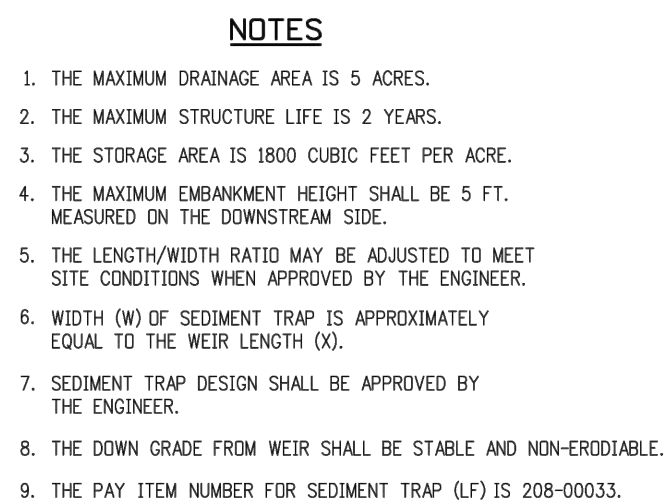 NOTES
1. THE MAXIMUM DRAINAGE AREA IS 5 ACRES.
2. THE MAXIMUM STRUCTURE LIFE IS 2 YEARS.
3. THE STORAGE AREA IS 1800 CUBIC FEET PER ACRE.
4. THE MAXIMUM EMBANKMENT HEIGHT SHALL BE 5 FT.
MEASURED ON THE DOWNSTREAM SIDE.
5. THE LENGTH/WIDTH RATIO MAY BE ADJUSTED TO MEET
SITE CONDITIONS WHEN APPROVED BY THE ENGINEER.
6. WIDTH (W) OF SEDIMENT TRAP IS APPROXIMATELY
EQUAL TO THE WEIR LENGTH (X).
7. SEDIMENT TRAP DESIGN SHALL BE APPROVED BY
THE ENGINEER.
8. THE DOWN GRADE FROM WEIR SHALL BE STABLE AND NON-ERODIABLE.
9. THE PAY ITEM NUMBER FOR SEDIMENT TRAP (LF) IS 208-00033.